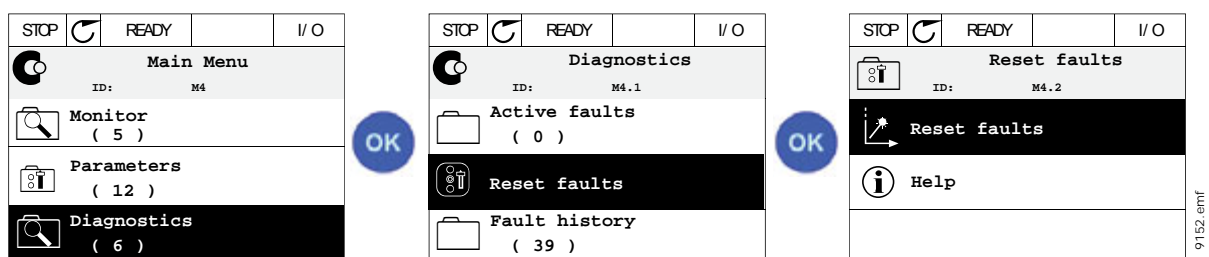 STOP READY I/O
Main Menu
ID: M4
Monitor
( 5 )
Parameters
( 12 )
Diagnostics
( 6 )
OK
STOP READY I/O
Diagnostics
ID: M4.1
Active faults
( 0 )
Reset faults
Fault history
( 39 )
OK
STOP READY I/O
Reset faults
ID: M4.2
Reset faults
Help
9152.emf